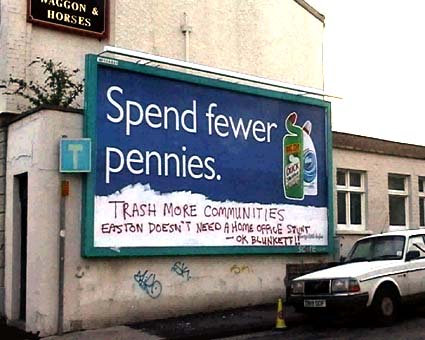 WAGGON &
HORSES
T
Spend fewer
pennies.
TRASH MORE COMMUNITIES
EASTON DOESN'T NEED A HOME OFFICE STUNT
— OK BLUNKETT!!